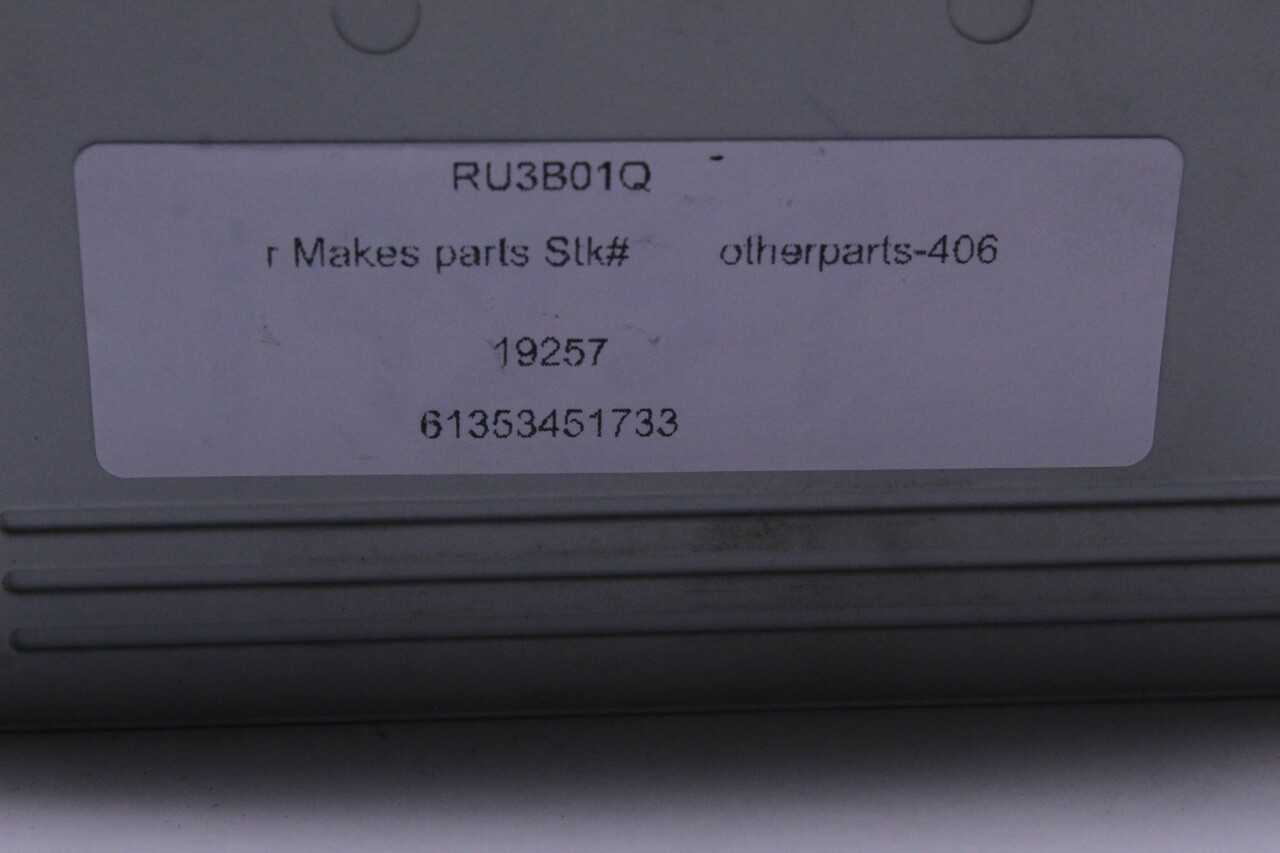 RU3B01Q
r Makes parts Stk# otherparts-406
19257
61353451733